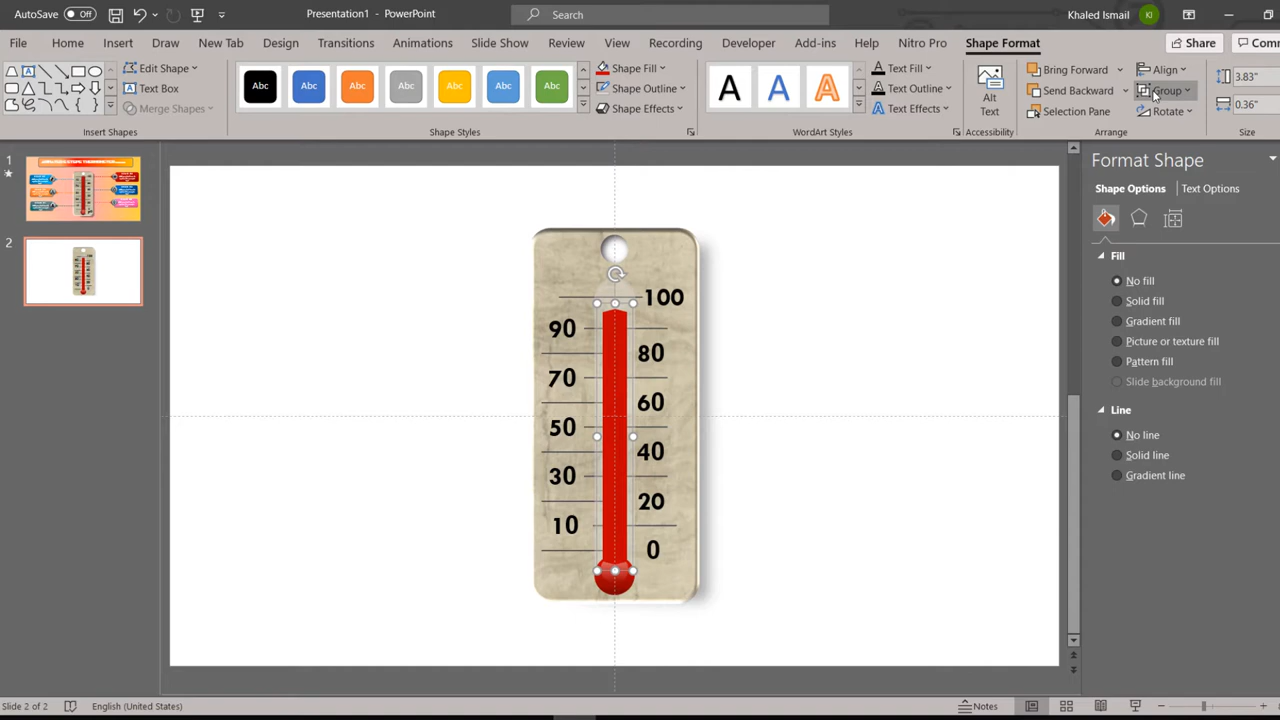 AutoSave Off
Presentation1 - PowerPoint
Search
Khaled Ismail KI
File Home Insert Draw New Tab Design Transitions Animations Slide Show Review View Recording Developer Add-ins Help Nitro Pro Shape Format Share Comm
Edit Shape
Text Box
Merge Shapes
Insert Shapes
Abc Abc Abc Abc Abc Abc Abc
Shape Fill
Shape Outline
Shape Effects
Shape Styles
A A A
Text Fill
Text Outline
Text Effects
WordArt Styles
Alt
Text
Accessibility
Bring Forward
Send Backward
Selection Pane
Align
Group
Rotate
Arrange
3.83"
0.36"
Size
1
2
100
90
80
70
60
50
40
30
20
10
0
Format Shape
Shape Options Text Options
Fill
No fill
Solid fill
Gradient fill
Picture or texture fill
Pattern fill
Slide background fill
Line
No line
Solid line
Gradient line
Slide 2 of 2
English (United States)
Notes